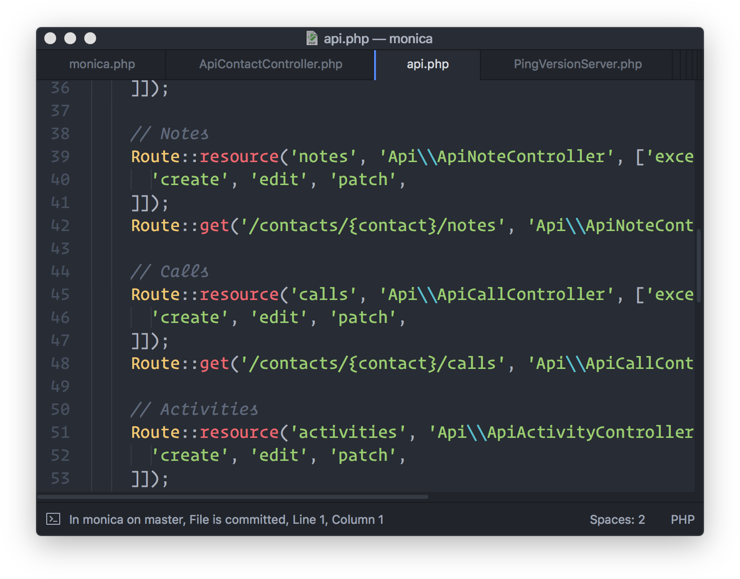 api.php — monica
monica.php ApiContactController.php api.php PingVersionServer.php
36 ]]);
37
38 // Notes
39 Route::resource('notes', 'Api\\ApiNoteController', ['exce
40 'create', 'edit', 'patch',
41 ]]);
42 Route::get('/contacts/{contact}/notes', 'Api\\ApiNoteCont
43
44 // Calls
45 Route::resource('calls', 'Api\\ApiCallController', ['exce
46 'create', 'edit', 'patch',
47 ]]);
48 Route::get('/contacts/{contact}/calls', 'Api\\ApiCallCont
49
50 // Activities
51 Route::resource('activities', 'Api\\ApiActivityController
52 'create', 'edit', 'patch',
53 ]]);
In monica on master, File is committed, Line 1, Column 1 Spaces: 2 PHP